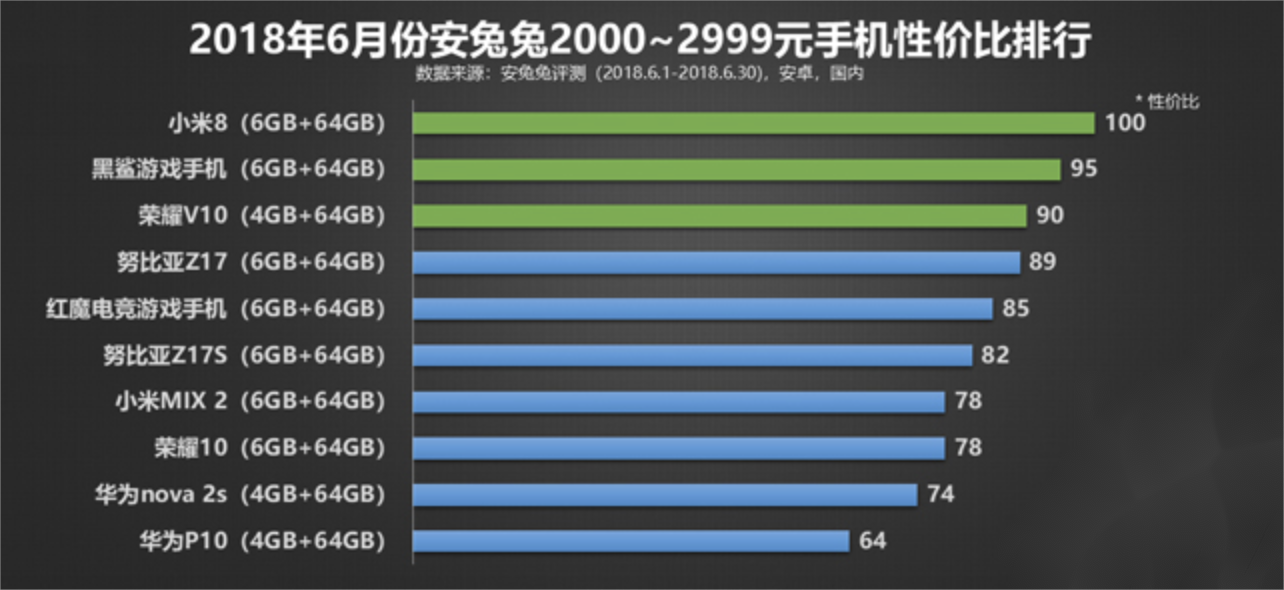 2018年6月份安兔兔2000~2999元手机性价比排行
数据来源：安兔兔评测（2018.6.1-2018.6.30），安卓，国内
* 性价比
小米8（6GB+64GB） 100
黑鲨游戏手机（6GB+64GB） 95
荣耀V10（4GB+64GB） 90
努比亚Z17（6GB+64GB） 89
红魔电竞游戏手机（6GB+64GB） 85
努比亚Z17S（6GB+64GB） 82
小米MIX 2（6GB+64GB） 78
荣耀10（6GB+64GB） 78
华为nova 2s（4GB+64GB） 74
华为P10（4GB+64GB） 64